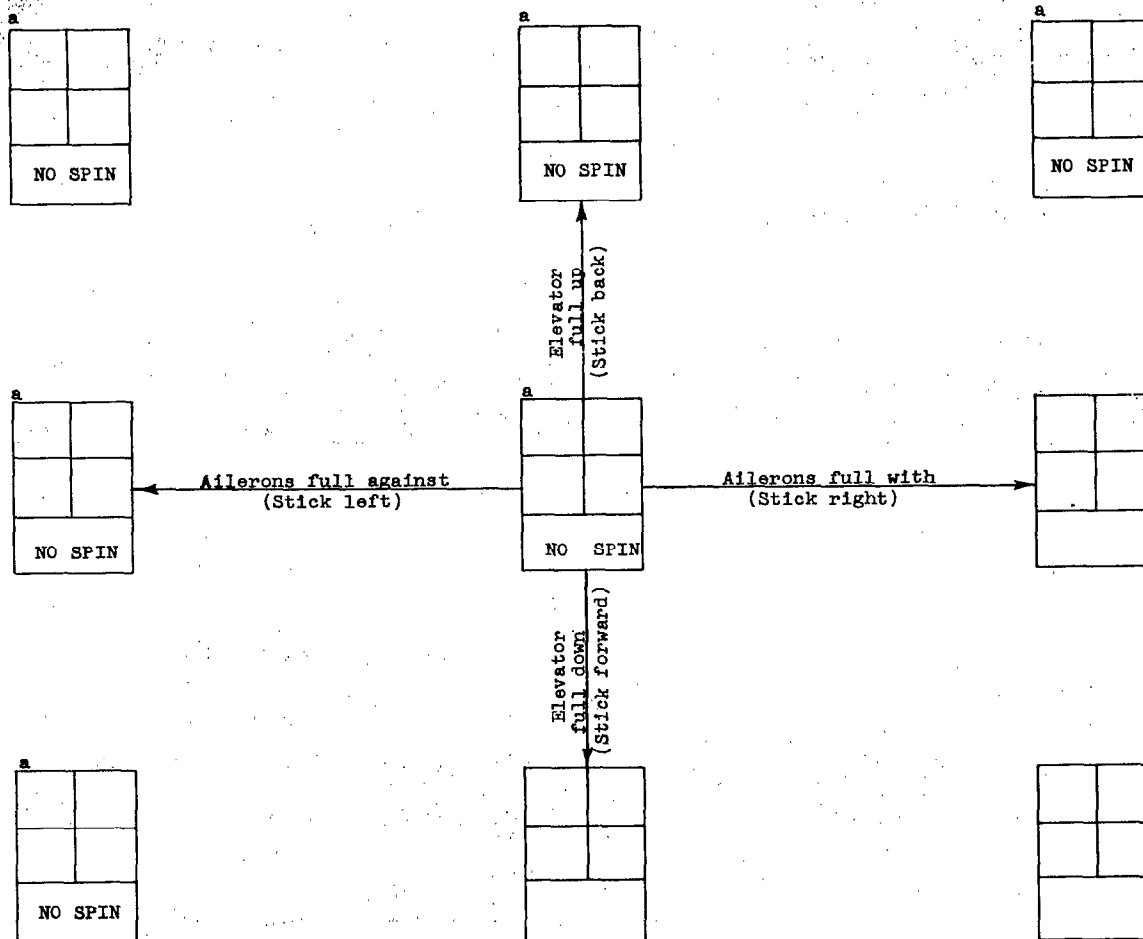 a
a
a
NO SPIN
NO SPIN
NO SPIN
Elevator
full up
(Stick back)
a
a
Ailerons full against
(Stick left)
Ailerons full with
(Stick right)
NO SPIN
NO SPIN
Elevator
full down
(Stick forward)
a
NO SPIN